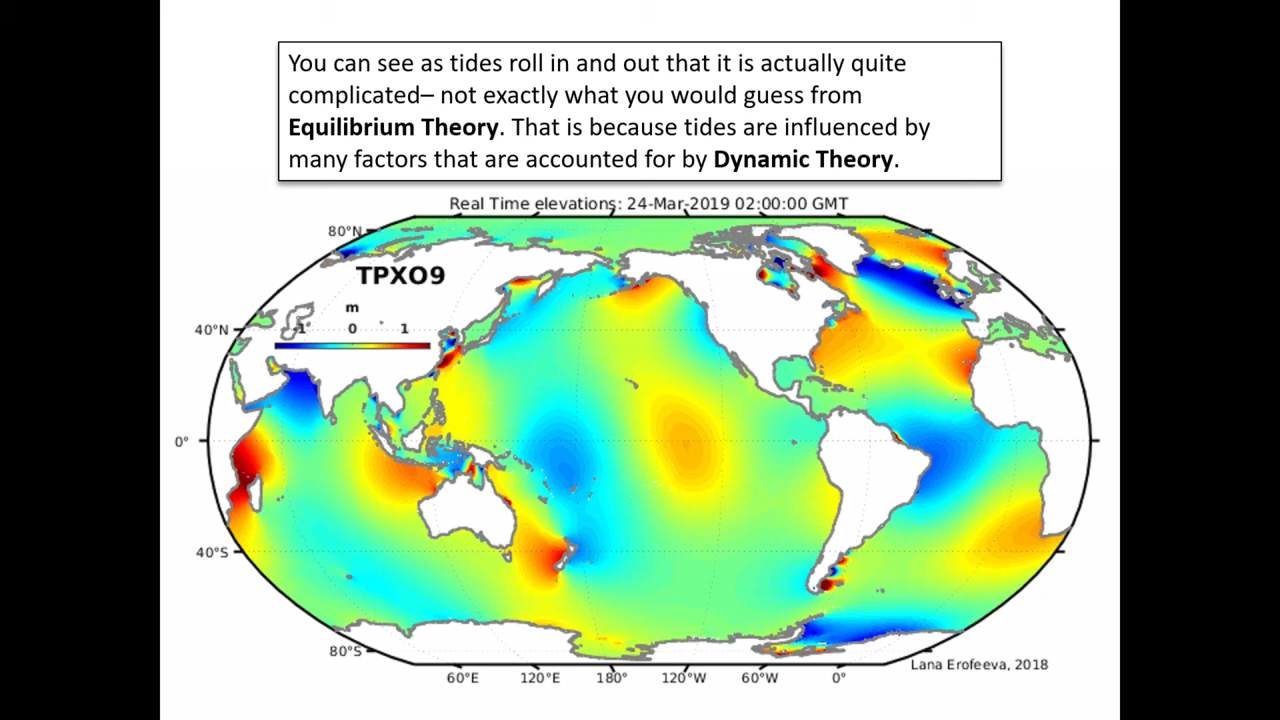 You can see as tides roll in and out that it is actually quite
complicated– not exactly what you would guess from
Equilibrium Theory. That is because tides are influenced by
many factors that are accounted for by Dynamic Theory.
Real Time elevations: 24-Mar-2019 02:00:00 GMT
80°N
TPXO9
m
-1 0 1
40°N
0°
40°S
80°S
Lana Erofeeva, 2018
60°E 120°E 180° 120°W 60°W 0°